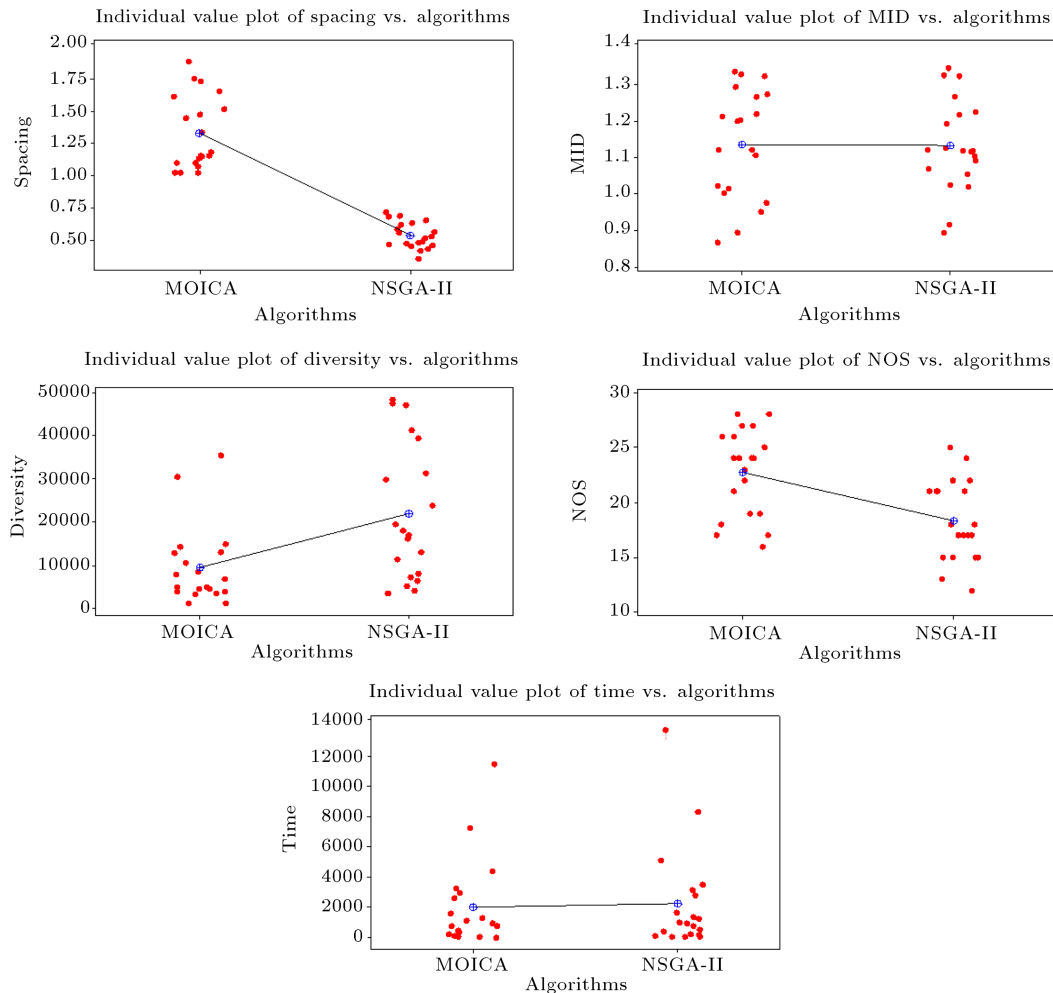 Individual value plot of spacing vs. algorithms
2.00
1.75
1.50
1.25
1.00
0.75
0.50
Spacing
MOICA
NSGA-II
Algorithms
Individual value plot of MID vs. algorithms
1.4
1.3
1.2
1.1
1.0
0.9
0.8
MID
MOICA
NSGA-II
Algorithms
Individual value plot of diversity vs. algorithms
50000
40000
30000
20000
10000
0
Diversity
MOICA
NSGA-II
Algorithms
Individual value plot of NOS vs. algorithms
30
25
20
15
10
NOS
MOICA
NSGA-II
Algorithms
Individual value plot of time vs. algorithms
14000
12000
10000
8000
6000
4000
2000
0
Time
MOICA
NSGA-II
Algorithms